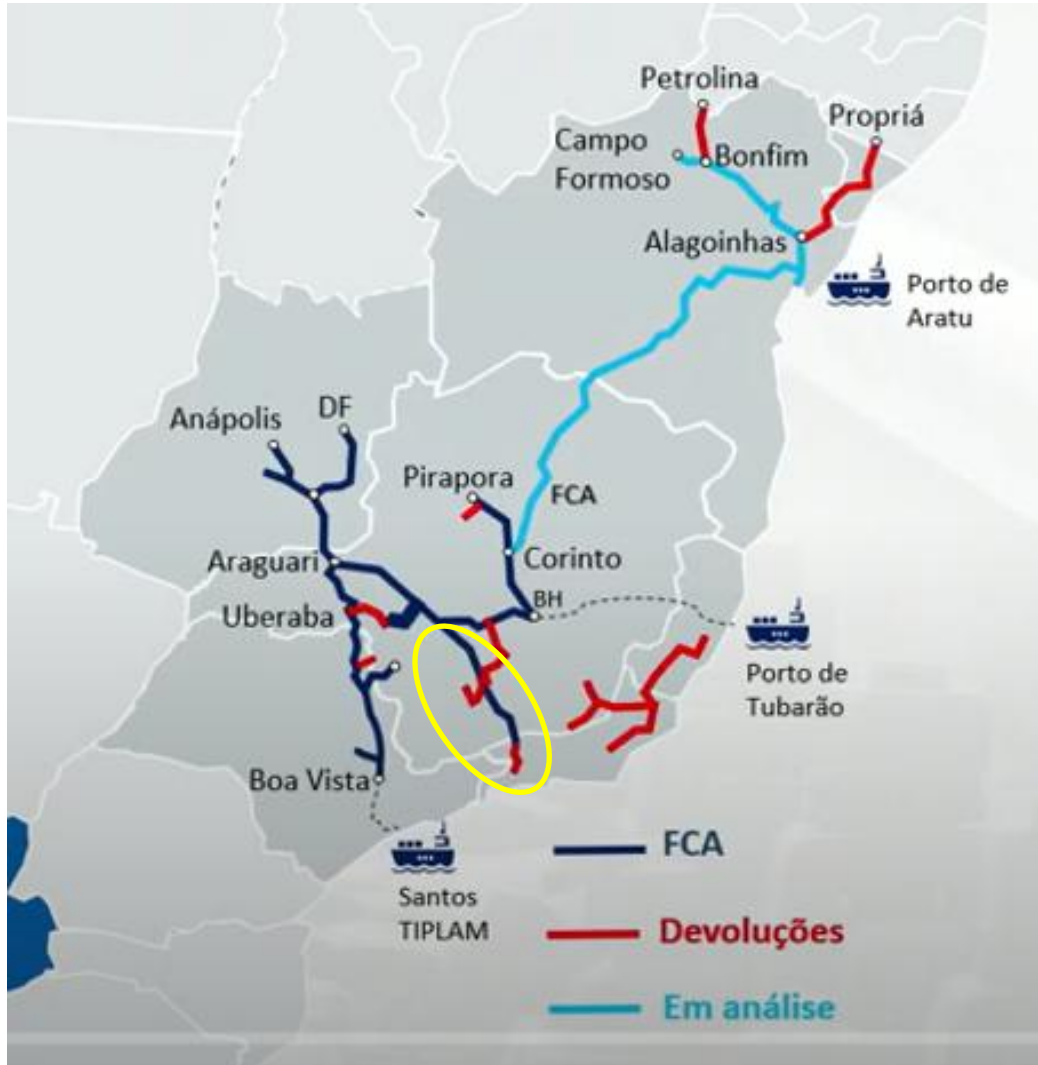 Petrolina
Propriá
Campo
Formoso
Bonfim
Alagoinhas
Porto de
Aratu
Anápolis
DF
Pirapora
FCA
Araguari
Corinto
Uberaba
BH
Porto de
Tubarão
Boa Vista
Santos
TIPLAM
FCA
Devoluções
Em análise